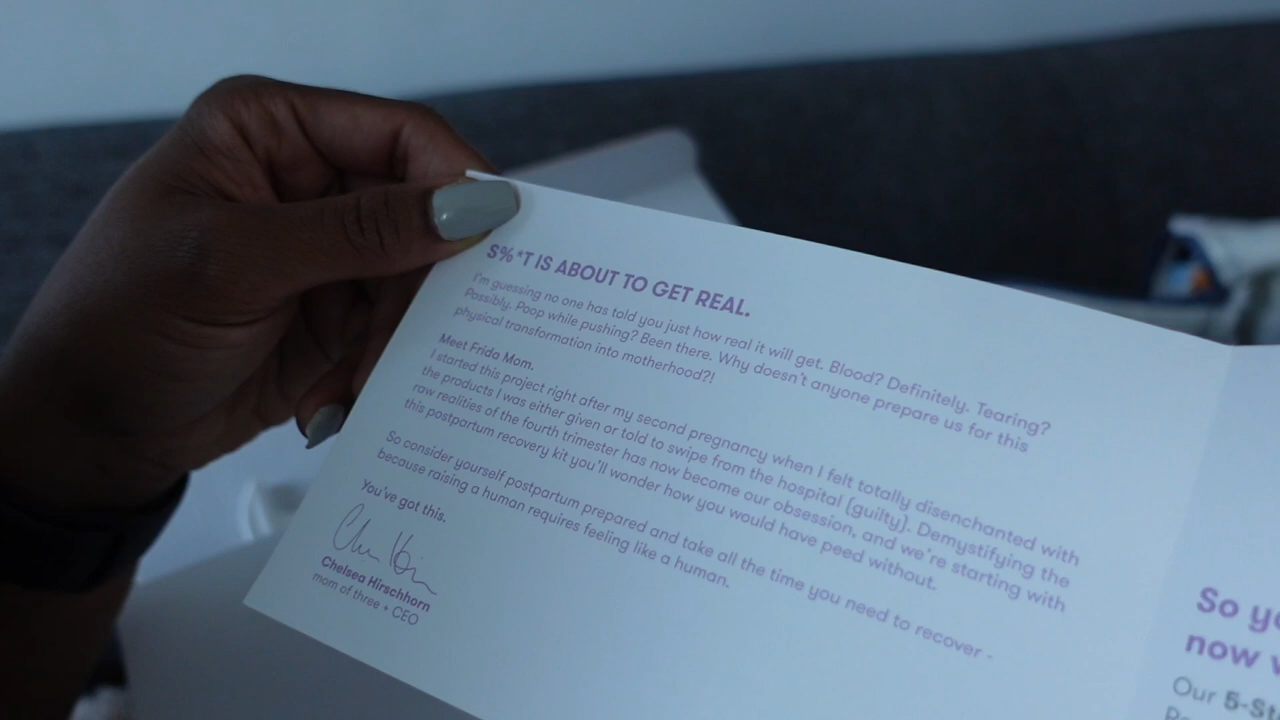 S%*T IS ABOUT TO GET REAL.
I'm guessing no one has told you just how real it will get. Blood? Definitely. Tearing?
Possibly. Poop while pushing? Been there. Why doesn't anyone prepare us for this
physical transformation into motherhood?!
Meet Frida Mom.
I started this project right after my second pregnancy when I felt totally disenchanted with
the products I was either given or told to swipe from the hospital (guilty). Demystifying the
raw realities of the fourth trimester has now become our obsession, and we're starting with
this postpartum recovery kit you'll wonder how you would have peed without.
So consider yourself postpartum prepared and take all the time you need to recover -
because raising a human requires feeling like a human.
You've got this.
Chelsea Hirschhorn
mom of three + CEO
So
now
Our 5-St